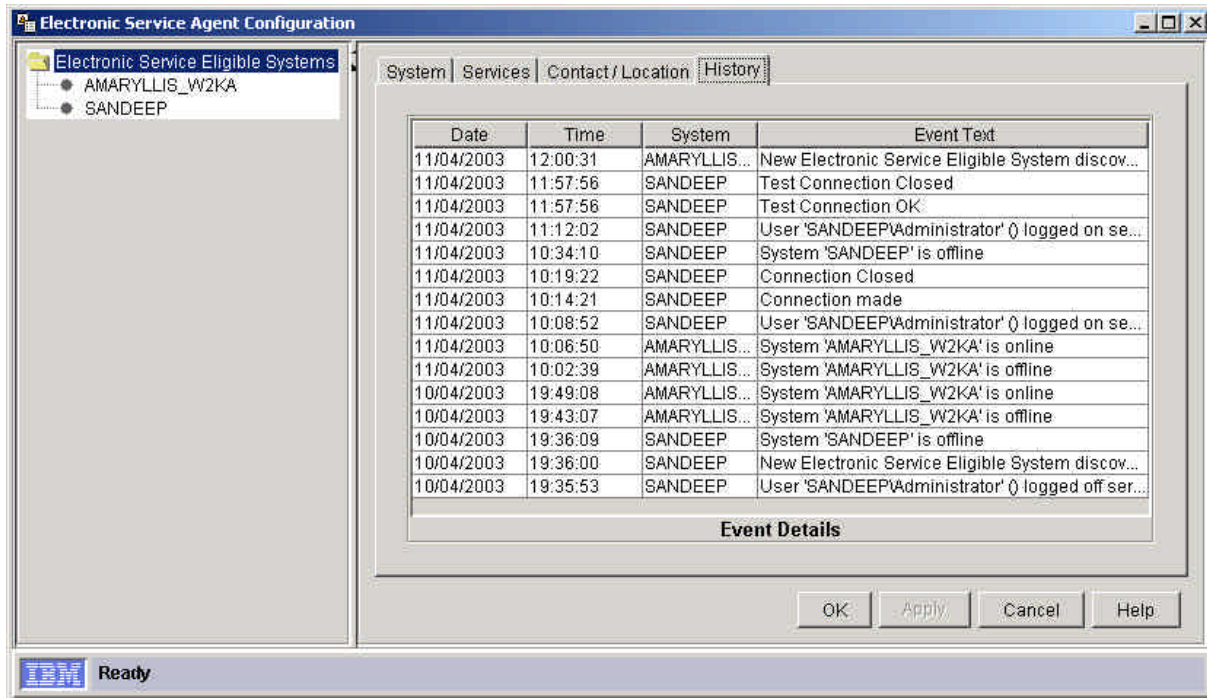 Electronic Service Agent Configuration
Electronic Service Eligible Systems
AMARYLLIS_W2KA
SANDEEP
System Services Contact / Location History
Date Time System Event Text
11/04/2003 12:00:31 AMARYLLIS... New Electronic Service Eligible System discov...
11/04/2003 11:57:56 SANDEEP Test Connection Closed
11/04/2003 11:57:56 SANDEEP Test Connection OK
11/04/2003 11:12:02 SANDEEP User 'SANDEEP\Administrator' () logged on se...
11/04/2003 10:34:10 SANDEEP System 'SANDEEP' is offline
11/04/2003 10:19:22 SANDEEP Connection Closed
11/04/2003 10:14:21 SANDEEP Connection made
11/04/2003 10:08:52 SANDEEP User 'SANDEEP\Administrator' () logged on se...
11/04/2003 10:06:50 AMARYLLIS... System 'AMARYLLIS_W2KA' is online
11/04/2003 10:02:39 AMARYLLIS... System 'AMARYLLIS_W2KA' is offline
10/04/2003 19:49:08 AMARYLLIS... System 'AMARYLLIS_W2KA' is online
10/04/2003 19:43:07 AMARYLLIS... System 'AMARYLLIS_W2KA' is offline
10/04/2003 19:36:09 SANDEEP System 'SANDEEP' is offline
10/04/2003 19:36:00 SANDEEP New Electronic Service Eligible System discov...
10/04/2003 19:35:53 SANDEEP User 'SANDEEP\Administrator' () logged off ser...
Event Details
OK Apply Cancel Help
IBM Ready